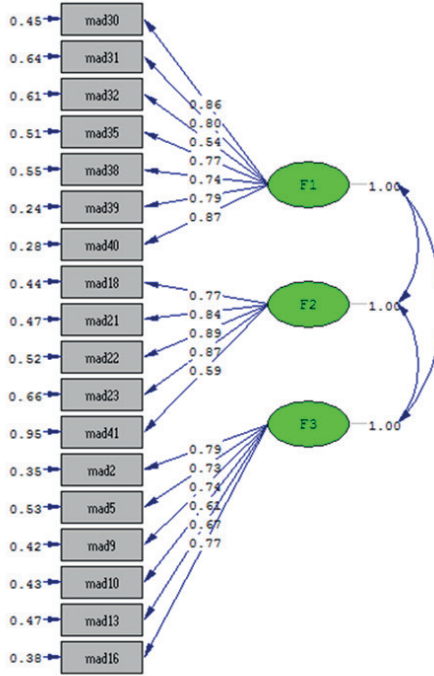 0.45 mad30
0.64 mad31
0.61 mad32
0.51 mad35
0.55 mad38
0.24 mad39
0.28 mad40
0.44 mad18
0.47 mad21
0.52 mad22
0.66 mad23
0.95 mad41
0.35 mad2
0.53 mad5
0.42 mad9
0.43 mad10
0.47 mad13
0.38 mad16
0.86
0.80
0.54
0.77
0.74
0.79
0.87
0.77
0.84
0.89
0.87
0.59
0.79
0.73
0.74
0.61
0.67
0.77
F1 1.00
F2 1.00
F3 1.00